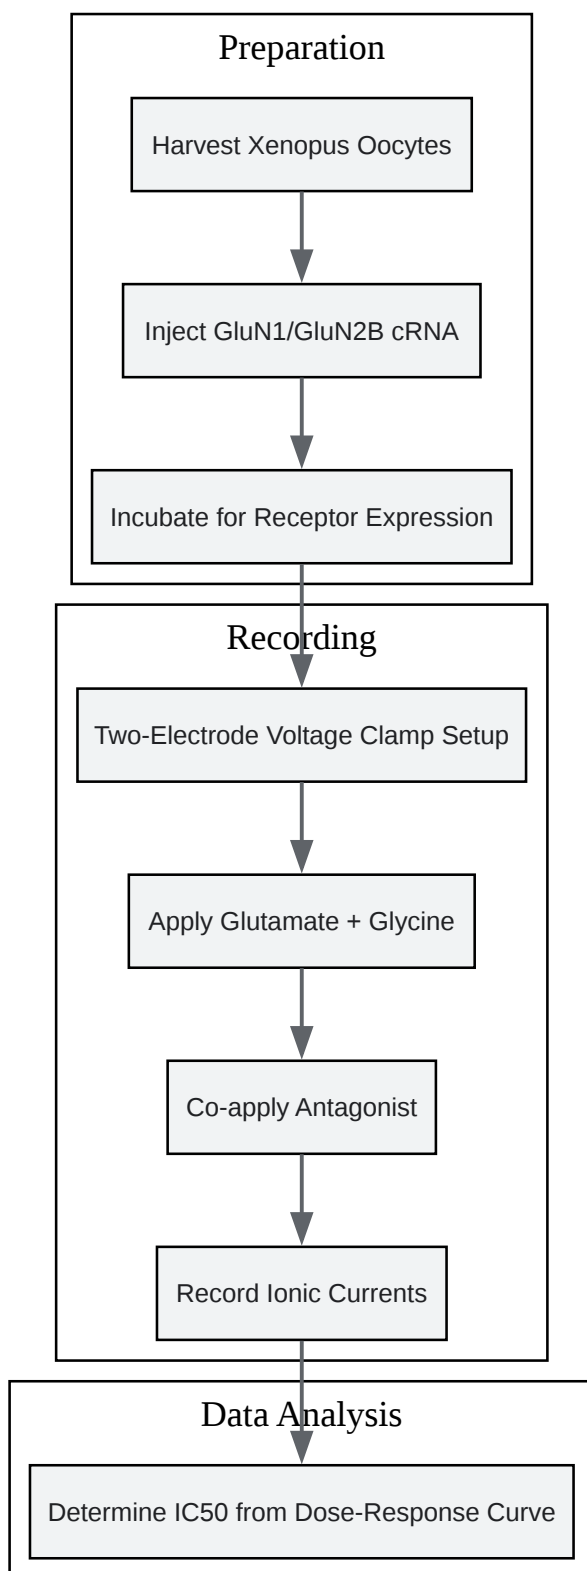 Preparation
Harvest Xenopus Oocytes
Inject GluN1/GluN2B cRNA
Incubate for Receptor Expression
Recording
Two-Electrode Voltage Clamp Setup
Apply Glutamate + Glycine
Co-apply Antagonist
Record Ionic Currents
Data Analysis
Determine IC50 from Dose-Response Curve